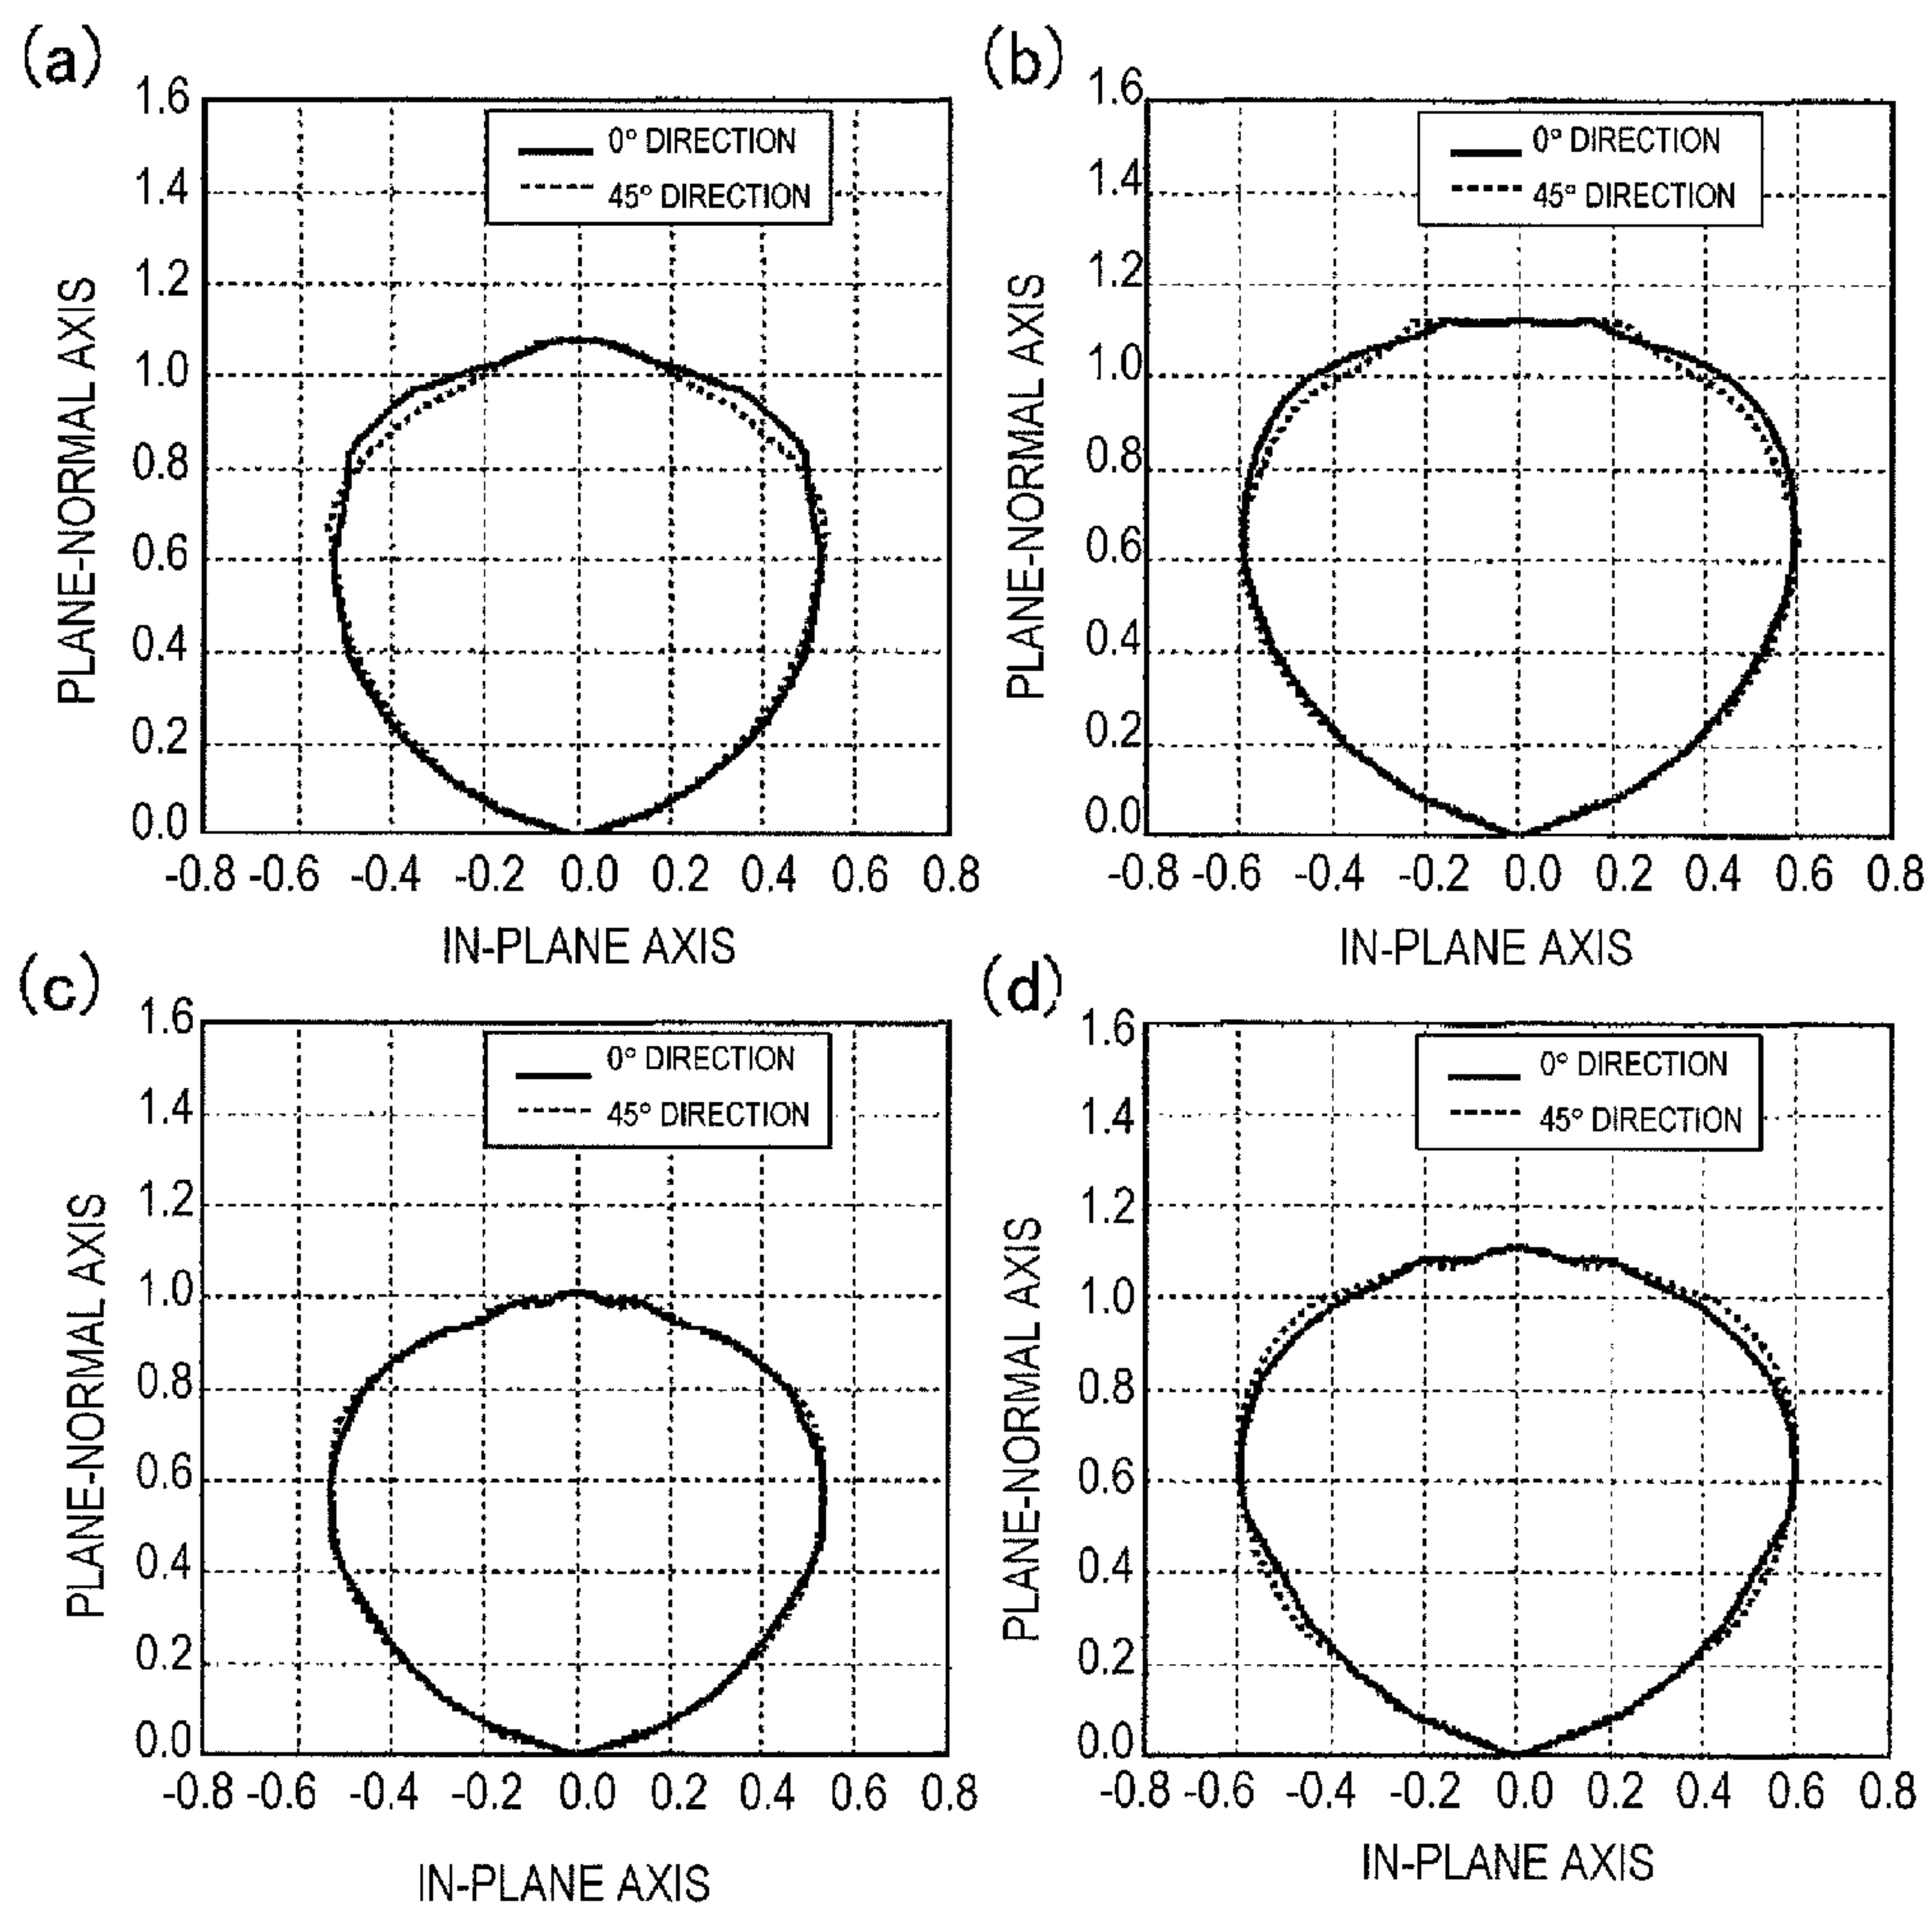 (a)
1.6
1.4
1.2
1.0
0.8
0.6
0.4
0.2
0.0
PLANE-NORMAL AXIS
0° DIRECTION
45° DIRECTION
-0.8 -0.6 -0.4 -0.2 0.0 0.2 0.4 0.6 0.8
IN-PLANE AXIS
(b)
1.6
1.4
1.2
1.0
0.8
0.6
0.4
0.2
0.0
PLANE-NORMAL AXIS
0° DIRECTION
45° DIRECTION
-0.8 -0.6 -0.4 -0.2 0.0 0.2 0.4 0.6 0.8
IN-PLANE AXIS
(c)
1.6
1.4
1.2
1.0
0.8
0.6
0.4
0.2
0.0
PLANE-NORMAL AXIS
0° DIRECTION
45° DIRECTION
-0.8 -0.6 -0.4 -0.2 0.0 0.2 0.4 0.6 0.8
IN-PLANE AXIS
(d)
1.6
1.4
1.2
1.0
0.8
0.6
0.4
0.2
0.0
PLANE-NORMAL AXIS
0° DIRECTION
45° DIRECTION
-0.8 -0.6 -0.4 -0.2 0.0 0.2 0.4 0.6 0.8
IN-PLANE AXIS